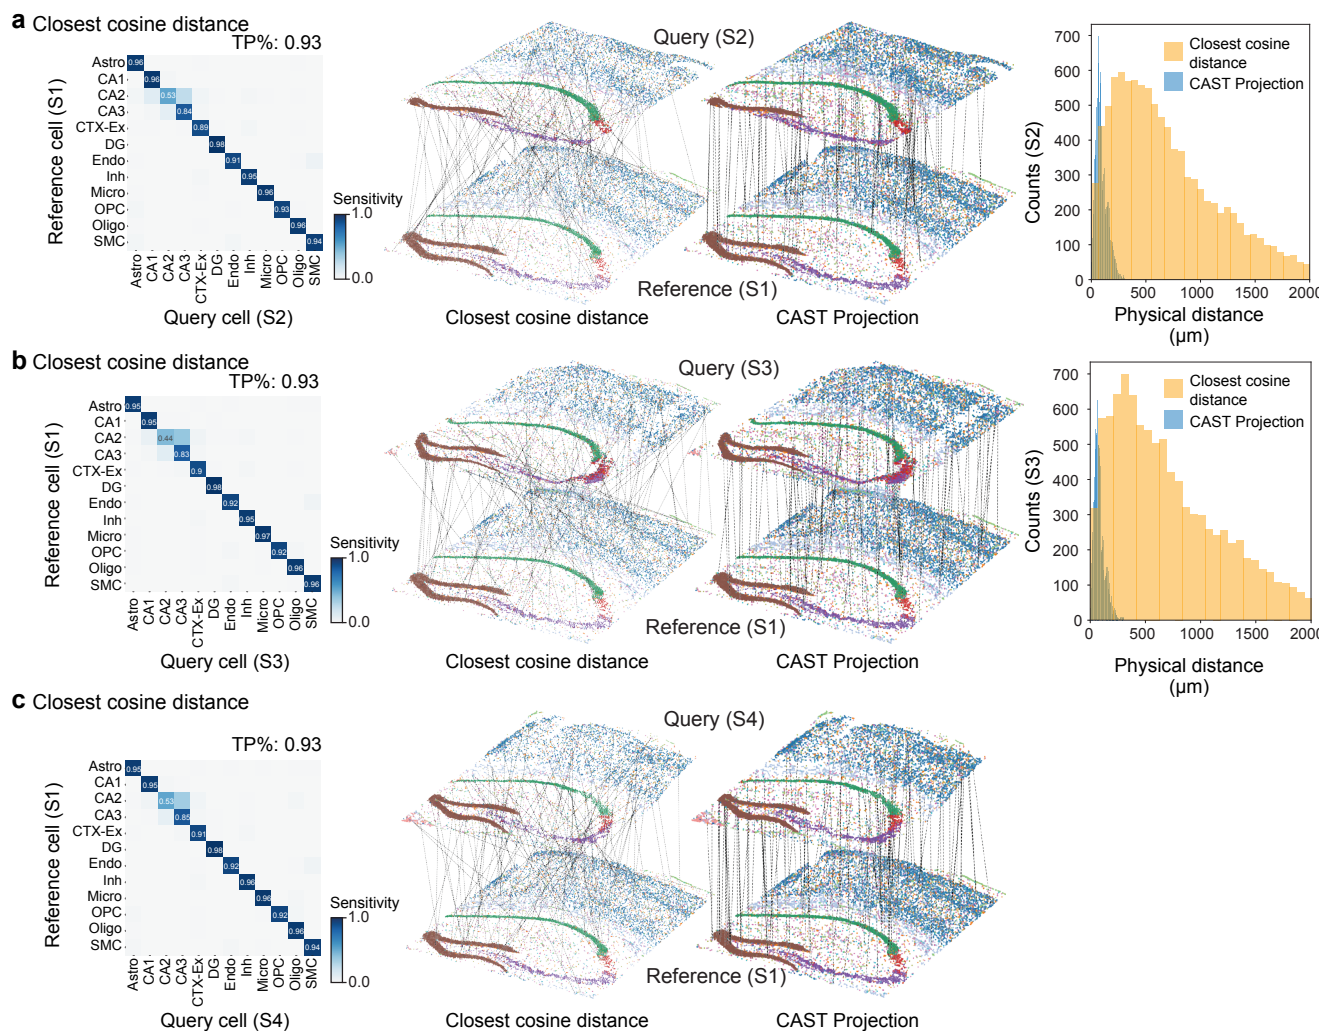 a Closest cosine distance
TP%: 0.93
Reference cell (S1)
Astro
CA1
CA2
CA3
CTX-Ex
DG
Endo
Inh
Micro
OPC
Oligo
SMC
0.96
0.96
0.53
0.84
0.89
0.98
0.91
0.95
0.96
0.93
0.96
0.94
Astro
CA1
CA2
CA3
CTX-Ex
DG
Endo
Inh
Micro
OPC
Oligo
SMC
Query cell (S2)
Sensitivity
1.0
0.0
Query (S2)
Reference (S1)
Closest cosine distance
CAST Projection
Counts (S2)
700
600
500
400
300
200
100
0
Closest cosine
distance
CAST Projection
0
500
1000
1500
2000
Physical distance
(µm)
b Closest cosine distance
TP%: 0.93
Reference cell (S1)
Astro
CA1
CA2
CA3
CTX-Ex
DG
Endo
Inh
Micro
OPC
Oligo
SMC
0.95
0.95
0.44
0.83
0.9
0.98
0.92
0.95
0.97
0.92
0.96
0.96
Astro
CA1
CA2
CA3
CTX-Ex
DG
Endo
Inh
Micro
OPC
Oligo
SMC
Query cell (S3)
Sensitivity
1.0
0.0
Query (S3)
Reference (S1)
Closest cosine distance
CAST Projection
Counts (S3)
700
600
500
400
300
200
100
0
Closest cosine
distance
CAST Projection
0
500
1000
1500
2000
Physical distance
(µm)
c Closest cosine distance
TP%: 0.93
Reference cell (S1)
Astro
CA1
CA2
CA3
CTX-Ex
DG
Endo
Inh
Micro
OPC
Oligo
SMC
0.95
0.95
0.53
0.85
0.91
0.98
0.92
0.96
0.96
0.92
0.96
0.94
Astro
CA1
CA2
CA3
CTX-Ex
DG
Endo
Inh
Micro
OPC
Oligo
SMC
Query cell (S4)
Sensitivity
1.0
0.0
Query (S4)
Reference (S1)
Closest cosine distance
CAST Projection